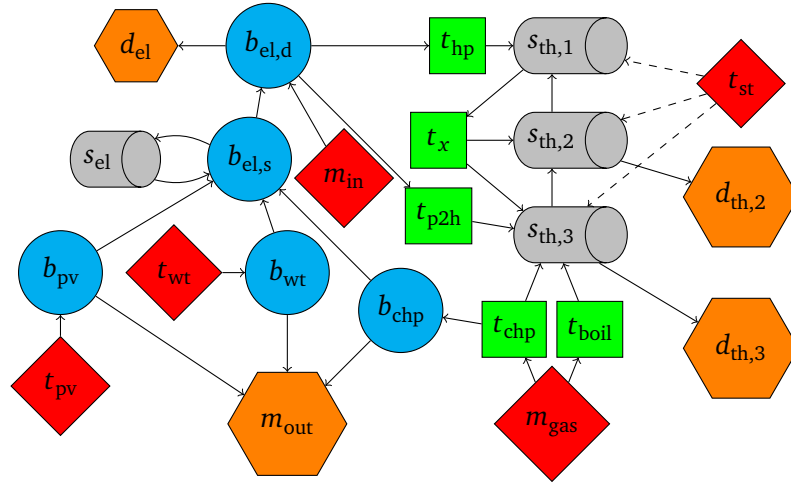 d_el
b_el,d
t_hp
s_th,1
t_st
s_el
b_el,s
m_in
t_x
s_th,2
d_th,2
t_p2h
s_th,3
b_pv
t_wt
b_wt
b_chp
t_chp
t_boil
d_th,3
t_pv
m_out
m_gas